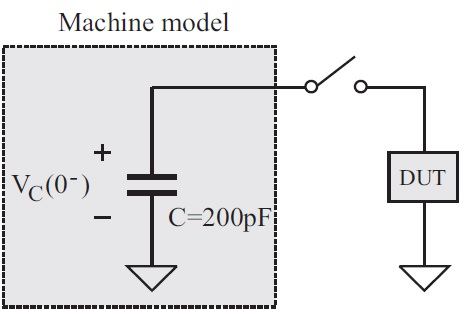 Machine model
+
V_C(0⁻)
DUT
−
C=200pF